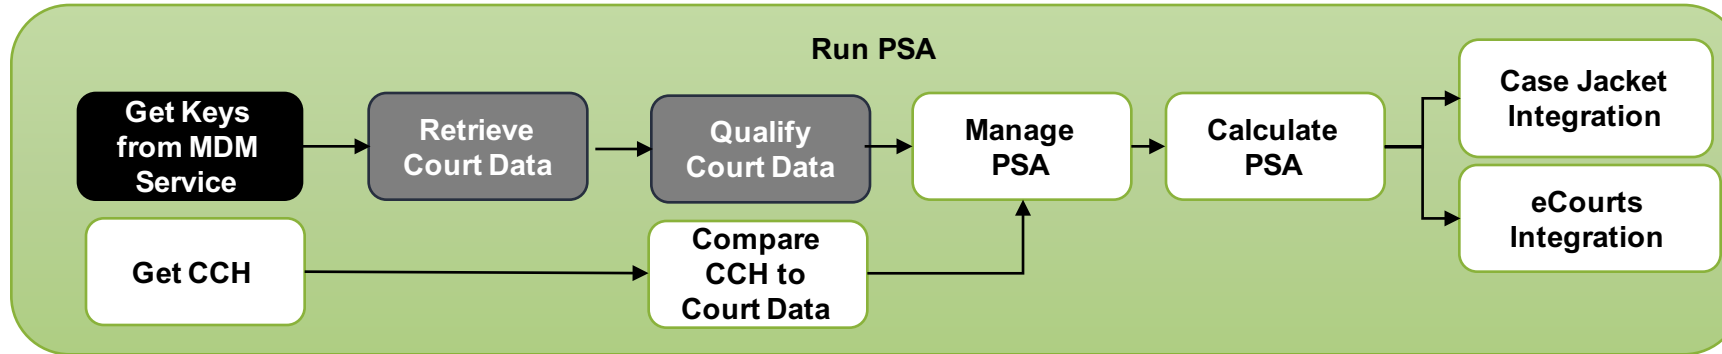 Run PSA
Get Keys
from MDM
Service
Retrieve
Court Data
Qualify
Court Data
Manage
PSA
Calculate
PSA
Case Jacket
Integration
eCourts
Integration
Get CCH
Compare
CCH to
Court Data